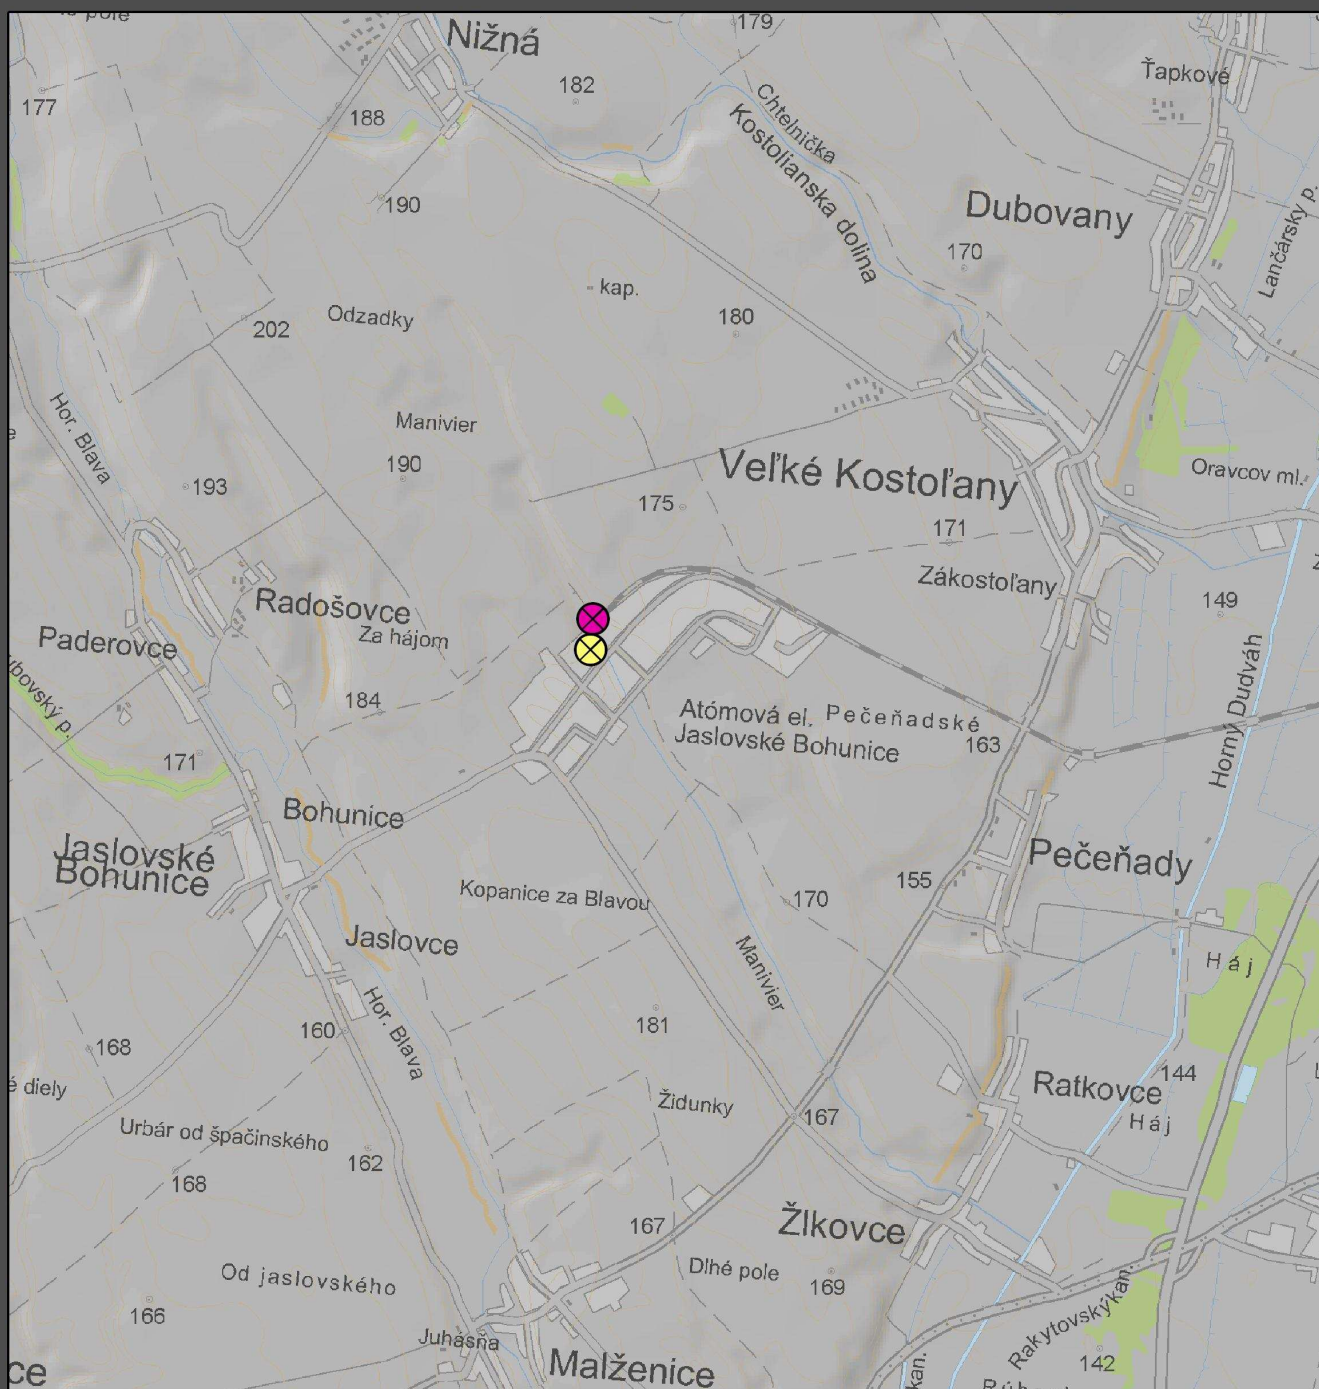 Nižná
179
182
Ťapkové
177
188
Chtelnička
Kostolianska dolina
190
Dubovany
Lančársky p.
170
kap.
Odzadky
180
202
Hor. Blava
Manivier
190
Veľké Kostoľany
Oravcov ml.
193
175
171
Zákostoľany
Radošovce
149
Za hájom
Paderovce
Horný Dudváh
184
Atómová el.
Jaslovské Bohunice
Pečeňadské
163
171
Bohunice
Jaslovské
Bohunice
Pečeňady
155
Kopanice za Blavou
170
Jaslovce
Manivier
Háj
Hor. Blava
160
181
168
é diely
Ratkovce
144
Židunky
167
Háj
Urbár od špačinského
162
168
Žlkovce
167
Dlhé pole
169
Od jaslovského
166
Rakytovský kan.
Juhásňa
142
Malženice
ce
kan.